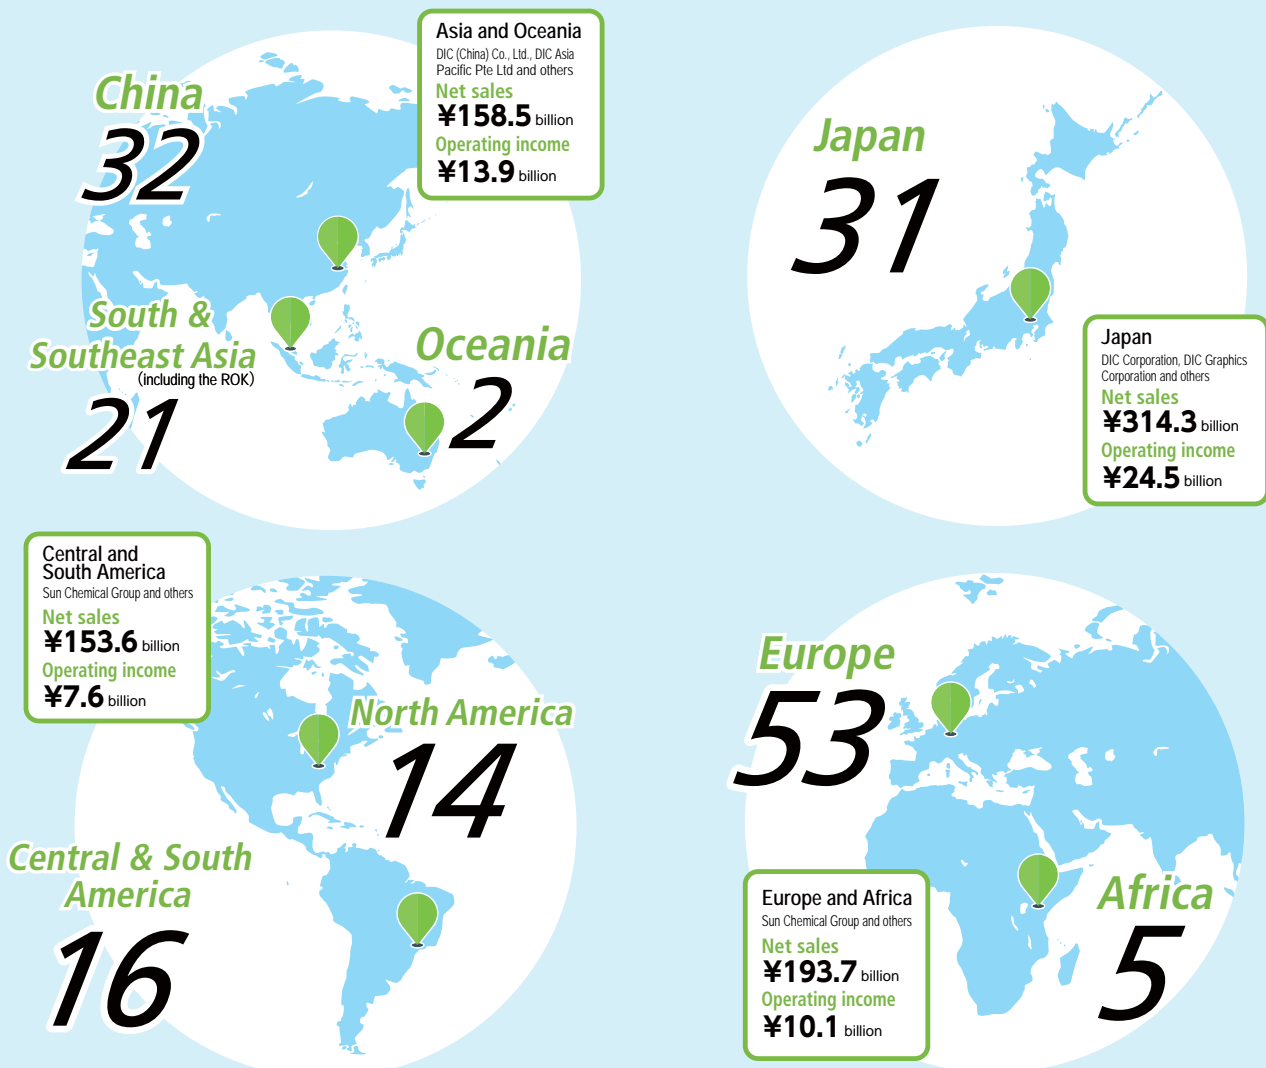 Asia and Oceania
DIC (China) Co., Ltd., DIC Asia
Pacific Pte Ltd and others
Net sales
¥158.5 billion
Operating income
¥13.9 billion
China
32
South &
Southeast Asia
(including the ROK)
21
Oceania
2
Japan
31
Japan
DIC Corporation, DIC Graphics
Corporation and others
Net sales
¥314.3 billion
Operating income
¥24.5 billion
Central and
South America
Sun Chemical Group and others
Net sales
¥153.6 billion
Operating income
¥7.6 billion
North America
14
Central & South
America
16
Europe
53
Europe and Africa
Sun Chemical Group and others
Net sales
¥193.7 billion
Operating income
¥10.1 billion
Africa
5